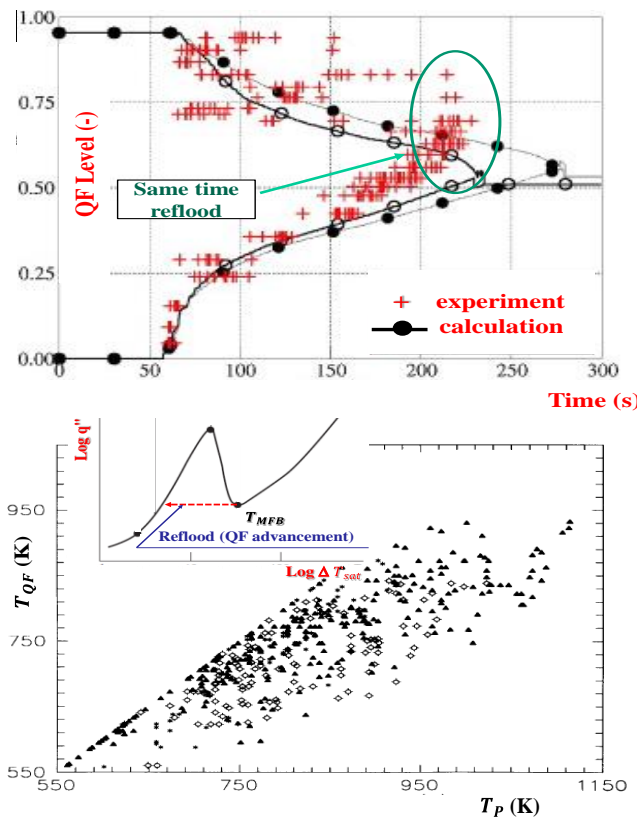 1.00
0.75
0.50
0.25
0.00
QF Level (-)
Same time
reflood
experiment
calculation
0
50
100
150
200
250
300
Time (s)
Log q"
T_MFB
Reflood (QF advancement)
Log Δ T_sat
T_QF (K)
950
750
550
550
750
950
1150
T_P (K)